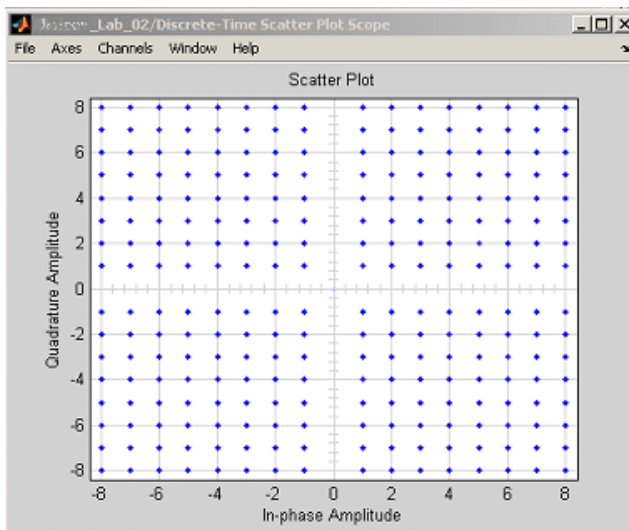 _Lab_02/Discrete-Time Scatter Plot Scope
File Axes Channels Window Help
Scatter Plot
8
6
4
2
0
-2
-4
-6
-8
Quadrature Amplitude
-8 -6 -4 -2 0 2 4 6 8
In-phase Amplitude